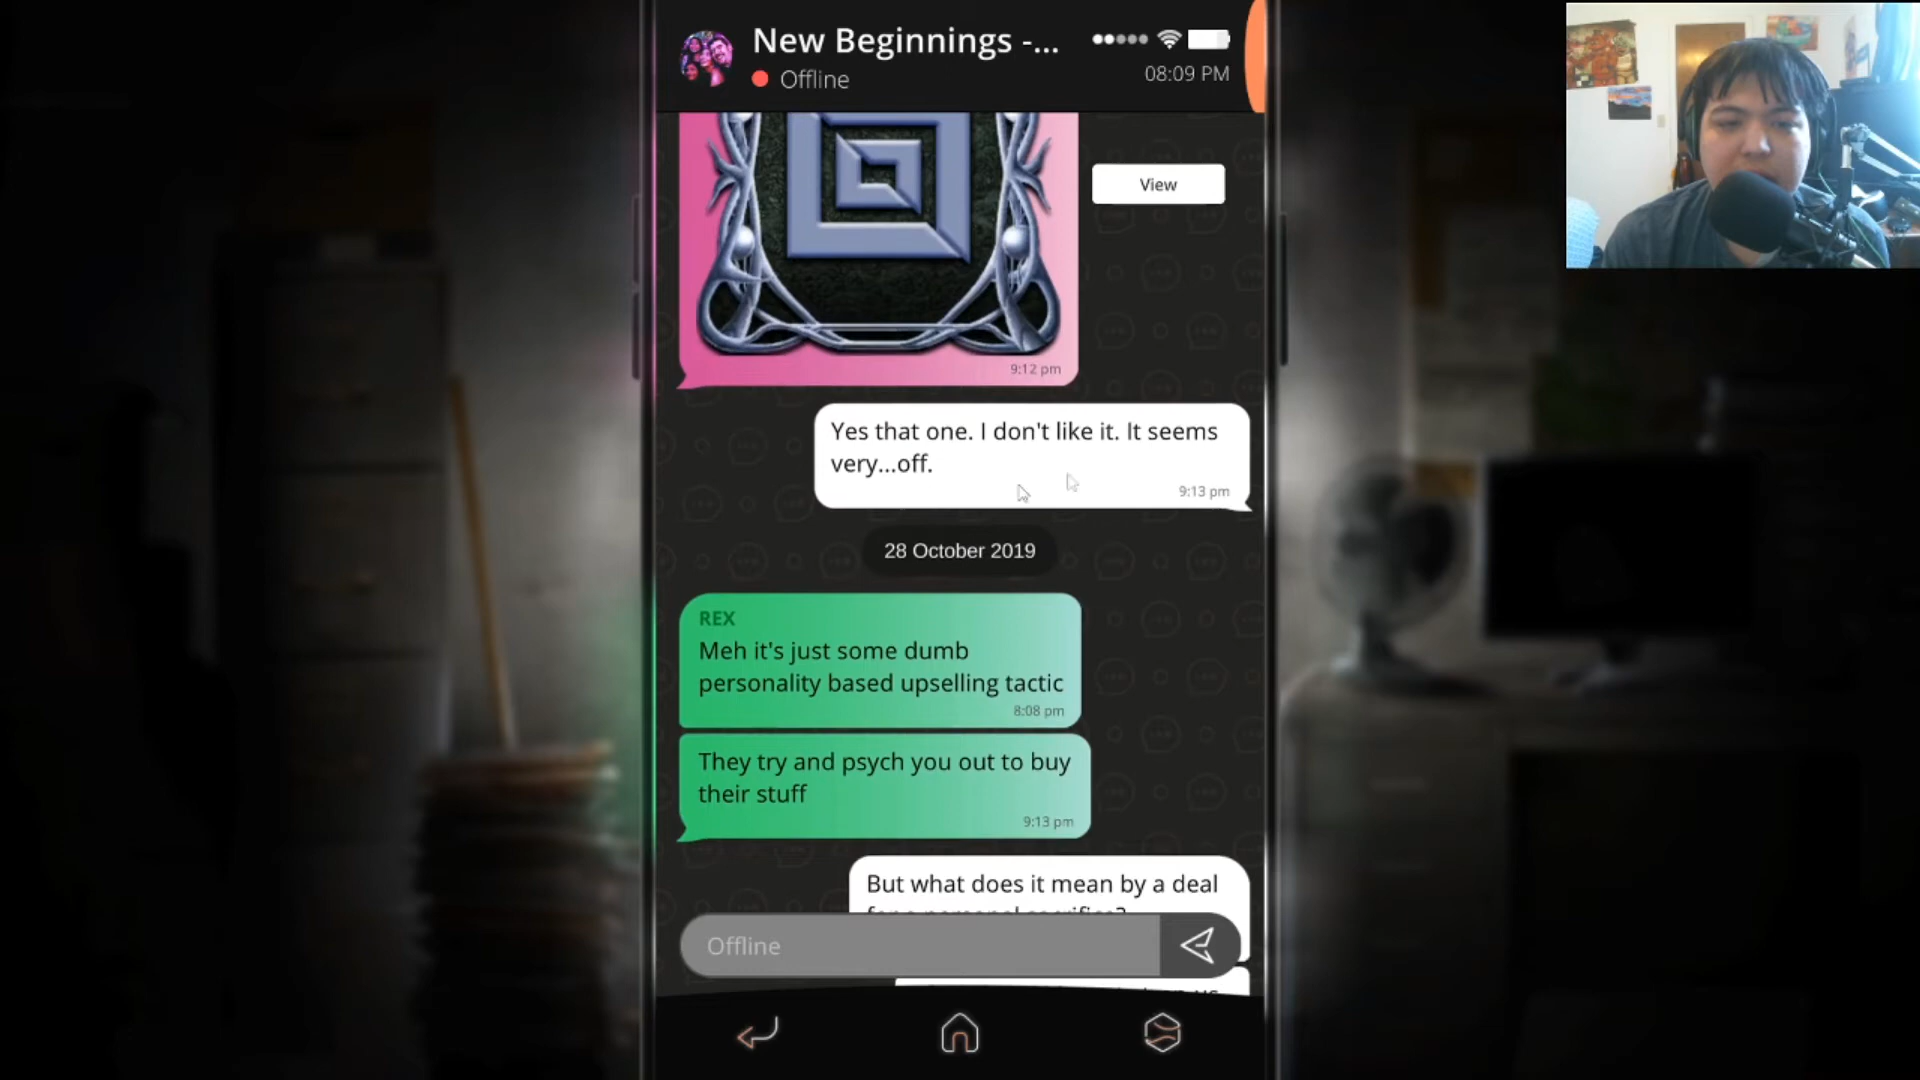 New Beginnings -...
Offline
08:09 PM
View
9:12 pm
Yes that one. I don't like it. It seems
very...off.
9:13 pm
28 October 2019
REX
Meh it's just some dumb
personality based upselling tactic
8:08 pm
They try and psych you out to buy
their stuff
9:13 pm
But what does it mean by a deal
for a personal sacrifice?
Offline